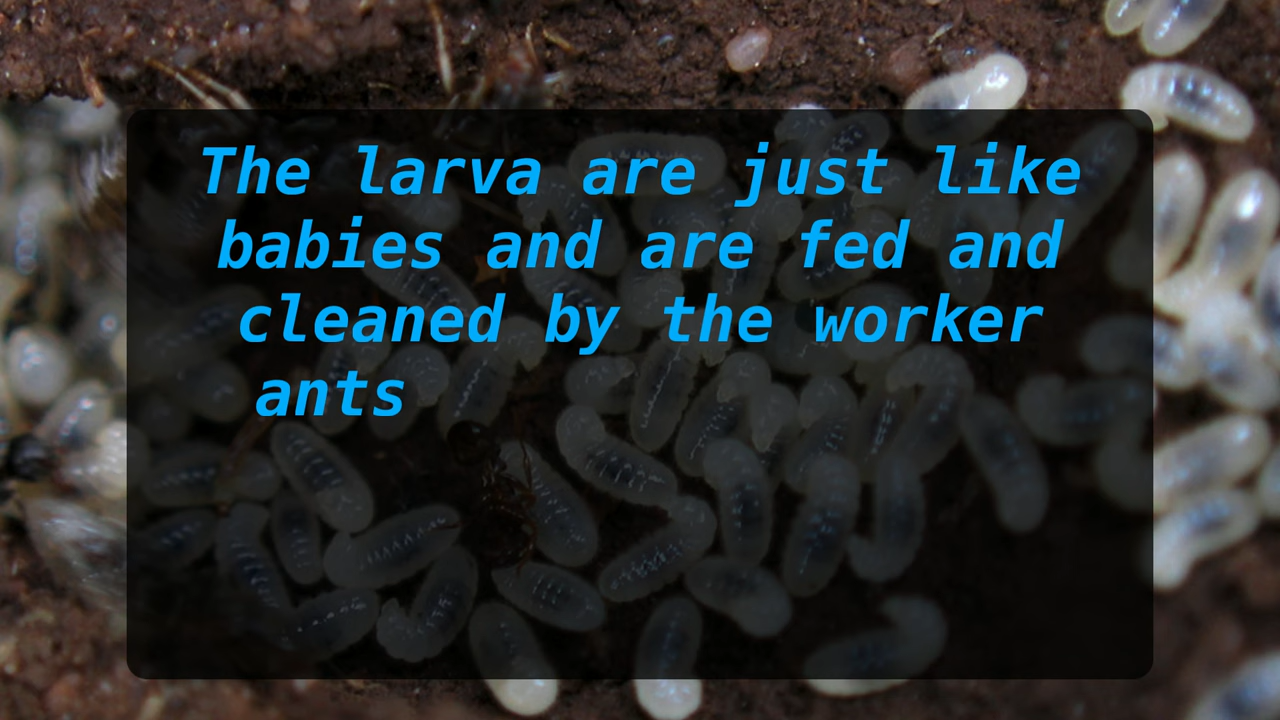 The larva are just like
babies and are fed and
cleaned by the worker
ants